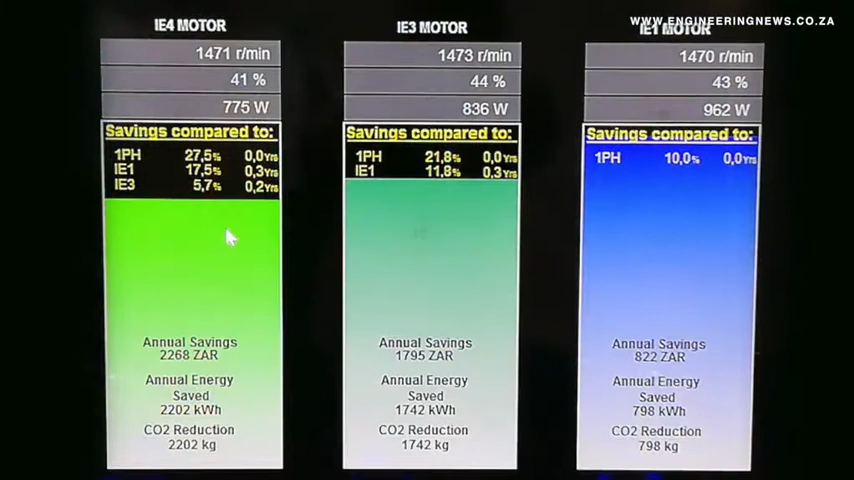 WWW.ENGINEERINGNEWS.CO.ZA
IE4 MOTOR
1471 r/min
41 %
775 W
Savings compared to:
1PH 27,5% 0,0Yrs
IE1 17,5% 0,3Yrs
IE3 5,7% 0,2Yrs
Annual Savings
2268 ZAR
Annual Energy
Saved
2202 kWh
CO2 Reduction
2202 kg
IE3 MOTOR
1473 r/min
44 %
836 W
Savings compared to:
1PH 21,8% 0,0Yrs
IE1 11,8% 0,3Yrs
Annual Savings
1795 ZAR
Annual Energy
Saved
1742 kWh
CO2 Reduction
1742 kg
IE1 MOTOR
1470 r/min
43 %
962 W
Savings compared to:
1PH 10,0% 0,0Yrs
Annual Savings
822 ZAR
Annual Energy
Saved
798 kWh
CO2 Reduction
798 kg